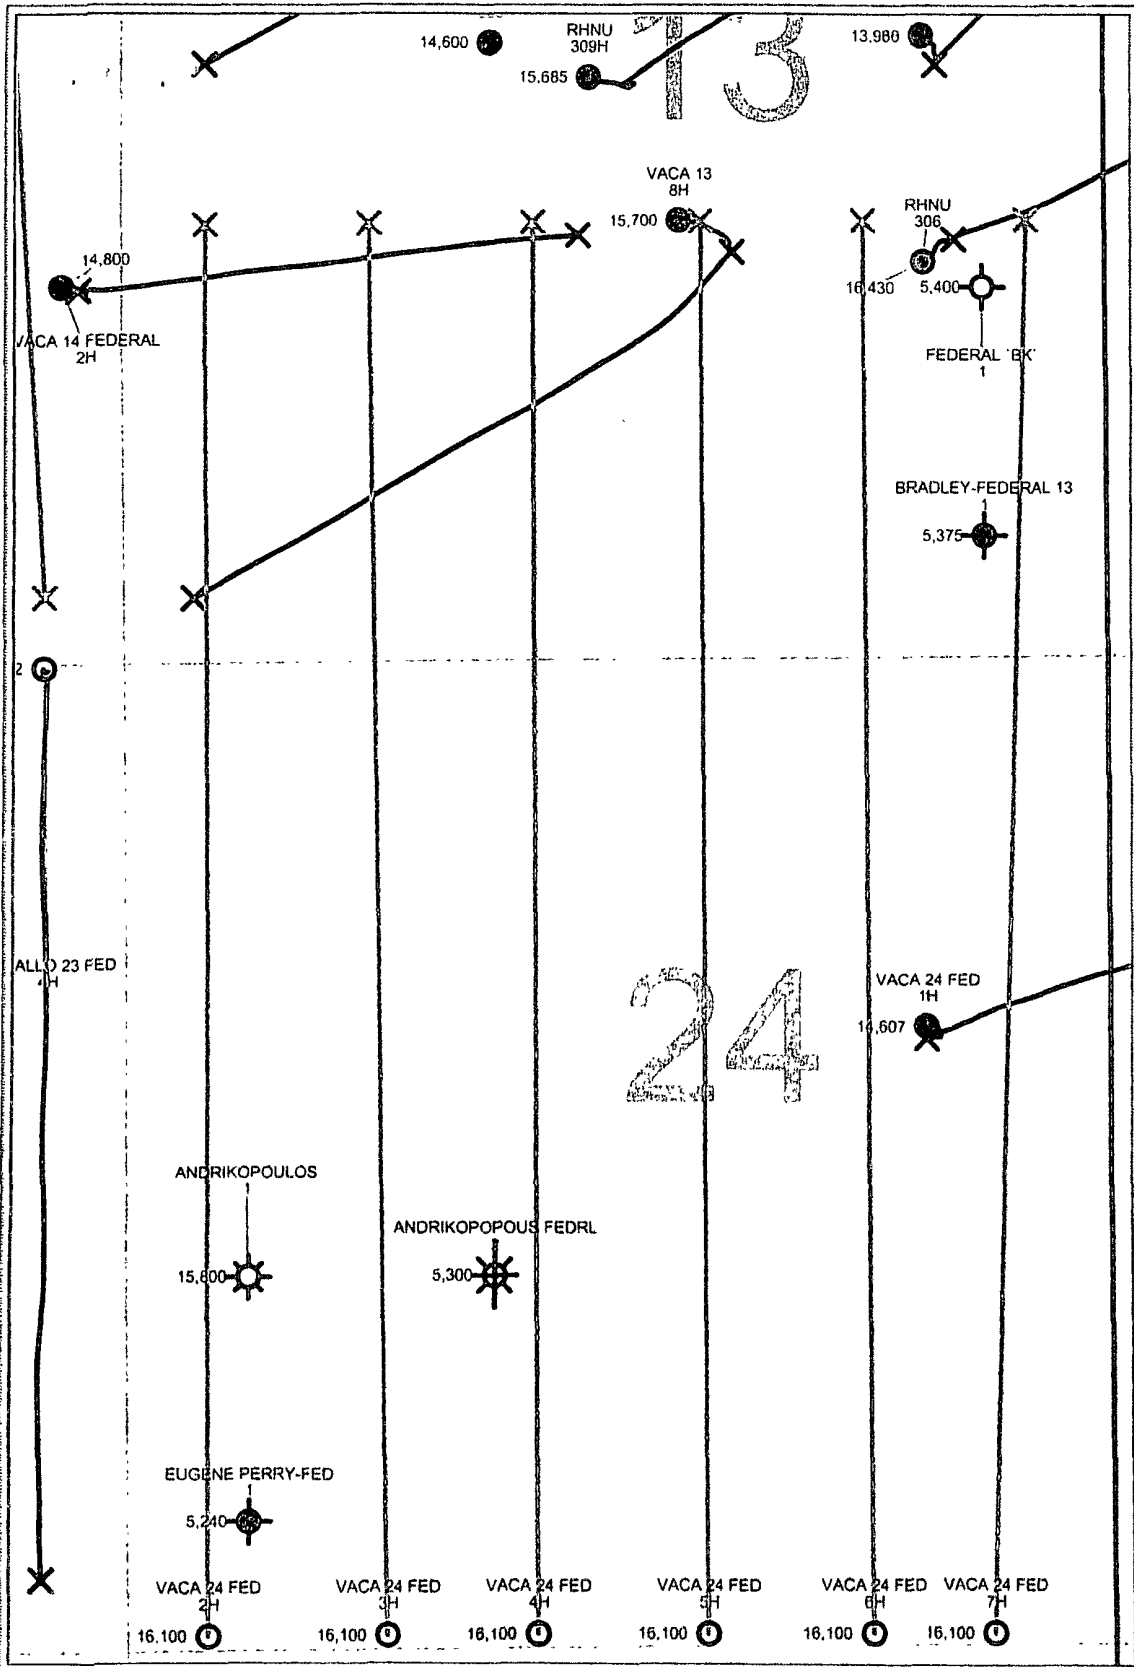 13
14,600
RHNU
309H
15,685
13,980
VACA 13
8H
15,700
RHNU
306
16,430
5,400
FEDERAL 'BK'
1
14,800
VACA 14 FEDERAL
2H
BRADLEY-FEDERAL 13
1
5,375
2
ALLO 23 FED
4H
24
VACA 24 FED
1H
14,607
ANDRIKOPOULOS
1
15,800
ANDRIKOPOPOUS FEDRL
5,300
EUGENE PERRY-FED
1
5,240
VACA 24 FED
2H
16,100
VACA 24 FED
3H
16,100
VACA 24 FED
4H
16,100
VACA 24 FED
5H
16,100
VACA 24 FED
6H
16,100
VACA 24 FED
7H
16,100